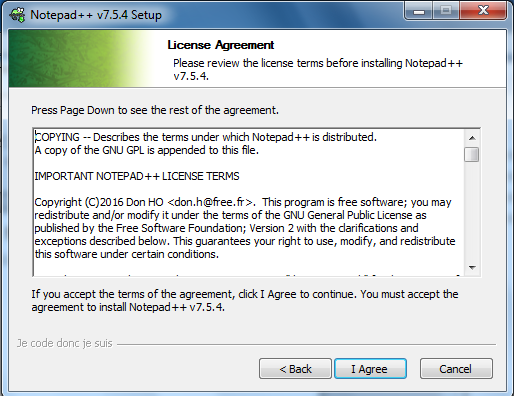 Notepad++ v7.5.4 Setup
License Agreement
Please review the license terms before installing Notepad++
v7.5.4.
Press Page Down to see the rest of the agreement.
COPYING -- Describes the terms under which Notepad++ is distributed.
A copy of the GNU GPL is appended to this file.
IMPORTANT NOTEPAD++ LICENSE TERMS
Copyright (C)2016 Don HO <don.h@free.fr>. This program is free software; you may
redistribute and/or modify it under the terms of the GNU General Public License as
published by the Free Software Foundation; Version 2 with the clarifications and
exceptions described below. This guarantees your right to use, modify, and redistribute
this software under certain conditions.
If you accept the terms of the agreement, click I Agree to continue. You must accept the
agreement to install Notepad++ v7.5.4.
Je code donc je suis
< Back
I Agree
Cancel